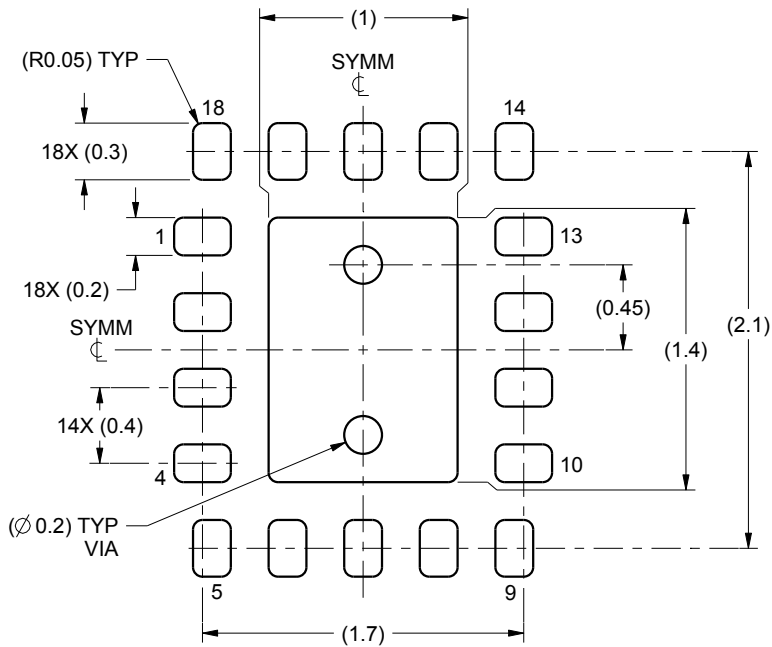 (1)
(R0.05) TYP
SYMM
℄
18
14
18X (0.3)
1
13
18X (0.2)
(0.45)
(2.1)
SYMM
℄
(1.4)
14X (0.4)
4
10
(∅ 0.2) TYP
VIA
5
9
(1.7)